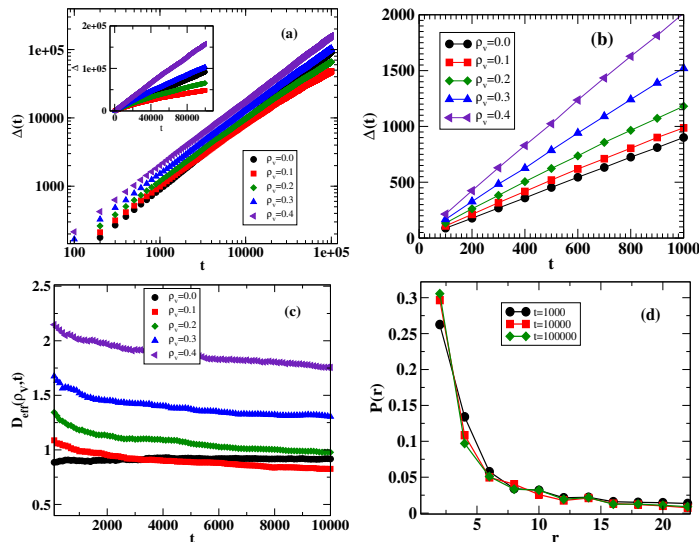 (a)
2e+05
1e+05
0
Δ
0 40000 80000
t
1e+05
10000
1000
Δ(t)
ρv=0.0
ρv=0.1
ρv=0.2
ρv=0.3
ρv=0.4
100 1000 10000 1e+05
t
(b)
2000
1500
1000
500
0
Δ(t)
ρv=0.0
ρv=0.1
ρv=0.2
ρv=0.3
ρv=0.4
0 200 400 600 800 1000
t
(c)
2.5
2
1.5
1
0.5
Deff(ρv,t)
ρv=0.0
ρv=0.1
ρv=0.2
ρv=0.3
ρv=0.4
2000 4000 6000 8000 10000
t
(d)
0.3
0.25
0.2
0.15
0.1
0.05
0
P(r)
t=1000
t=10000
t=100000
5 10 15 20
r